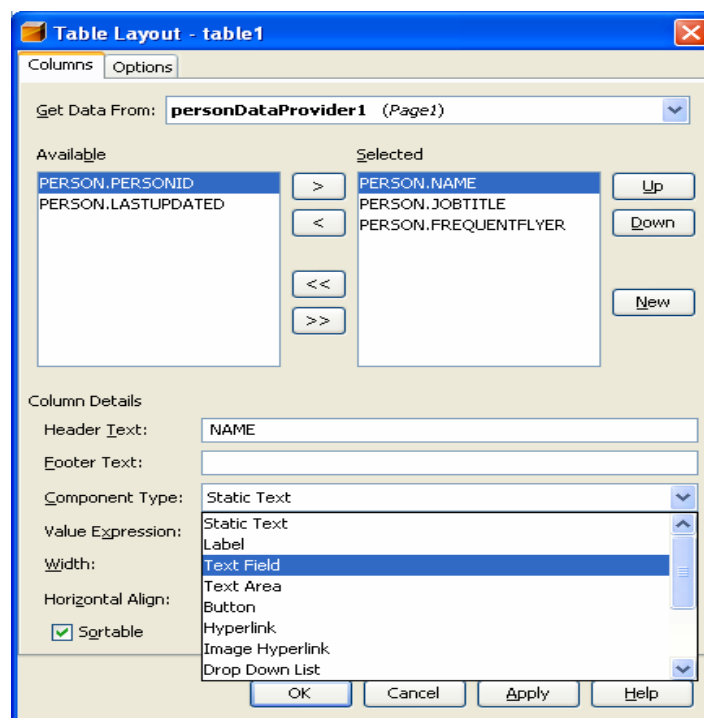 Table Layout - table1
Columns Options
Get Data From: personDataProvider1 (Page1)
Available Selected
PERSON.PERSONID > PERSON.NAME Up
PERSON.LASTUPDATED PERSON.JOBTITLE
< PERSON.FREQUENTFLYER Down
<<
New
>>
Column Details
Header Text: NAME
Footer Text:
Component Type: Static Text
Value Expression: Static Text
Label
Width: Text Field
Text Area
Horizontal Align: Button
Hyperlink
Sortable Image Hyperlink
Drop Down List
OK Cancel Apply Help